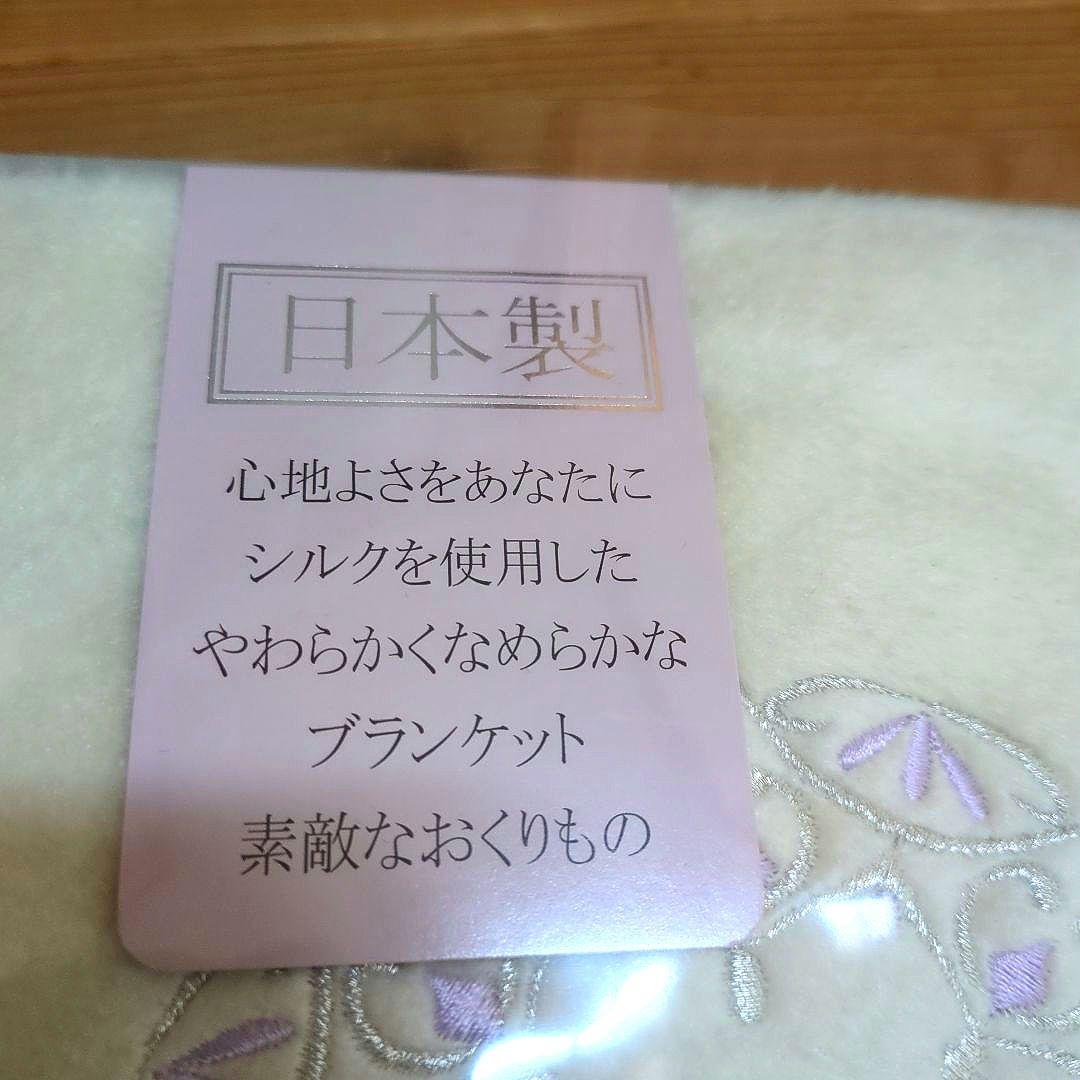 日本製
心地よさをあなたに
シルクを使用した
やわらかくなめらかな
ブランケット
素敵なおくりもの